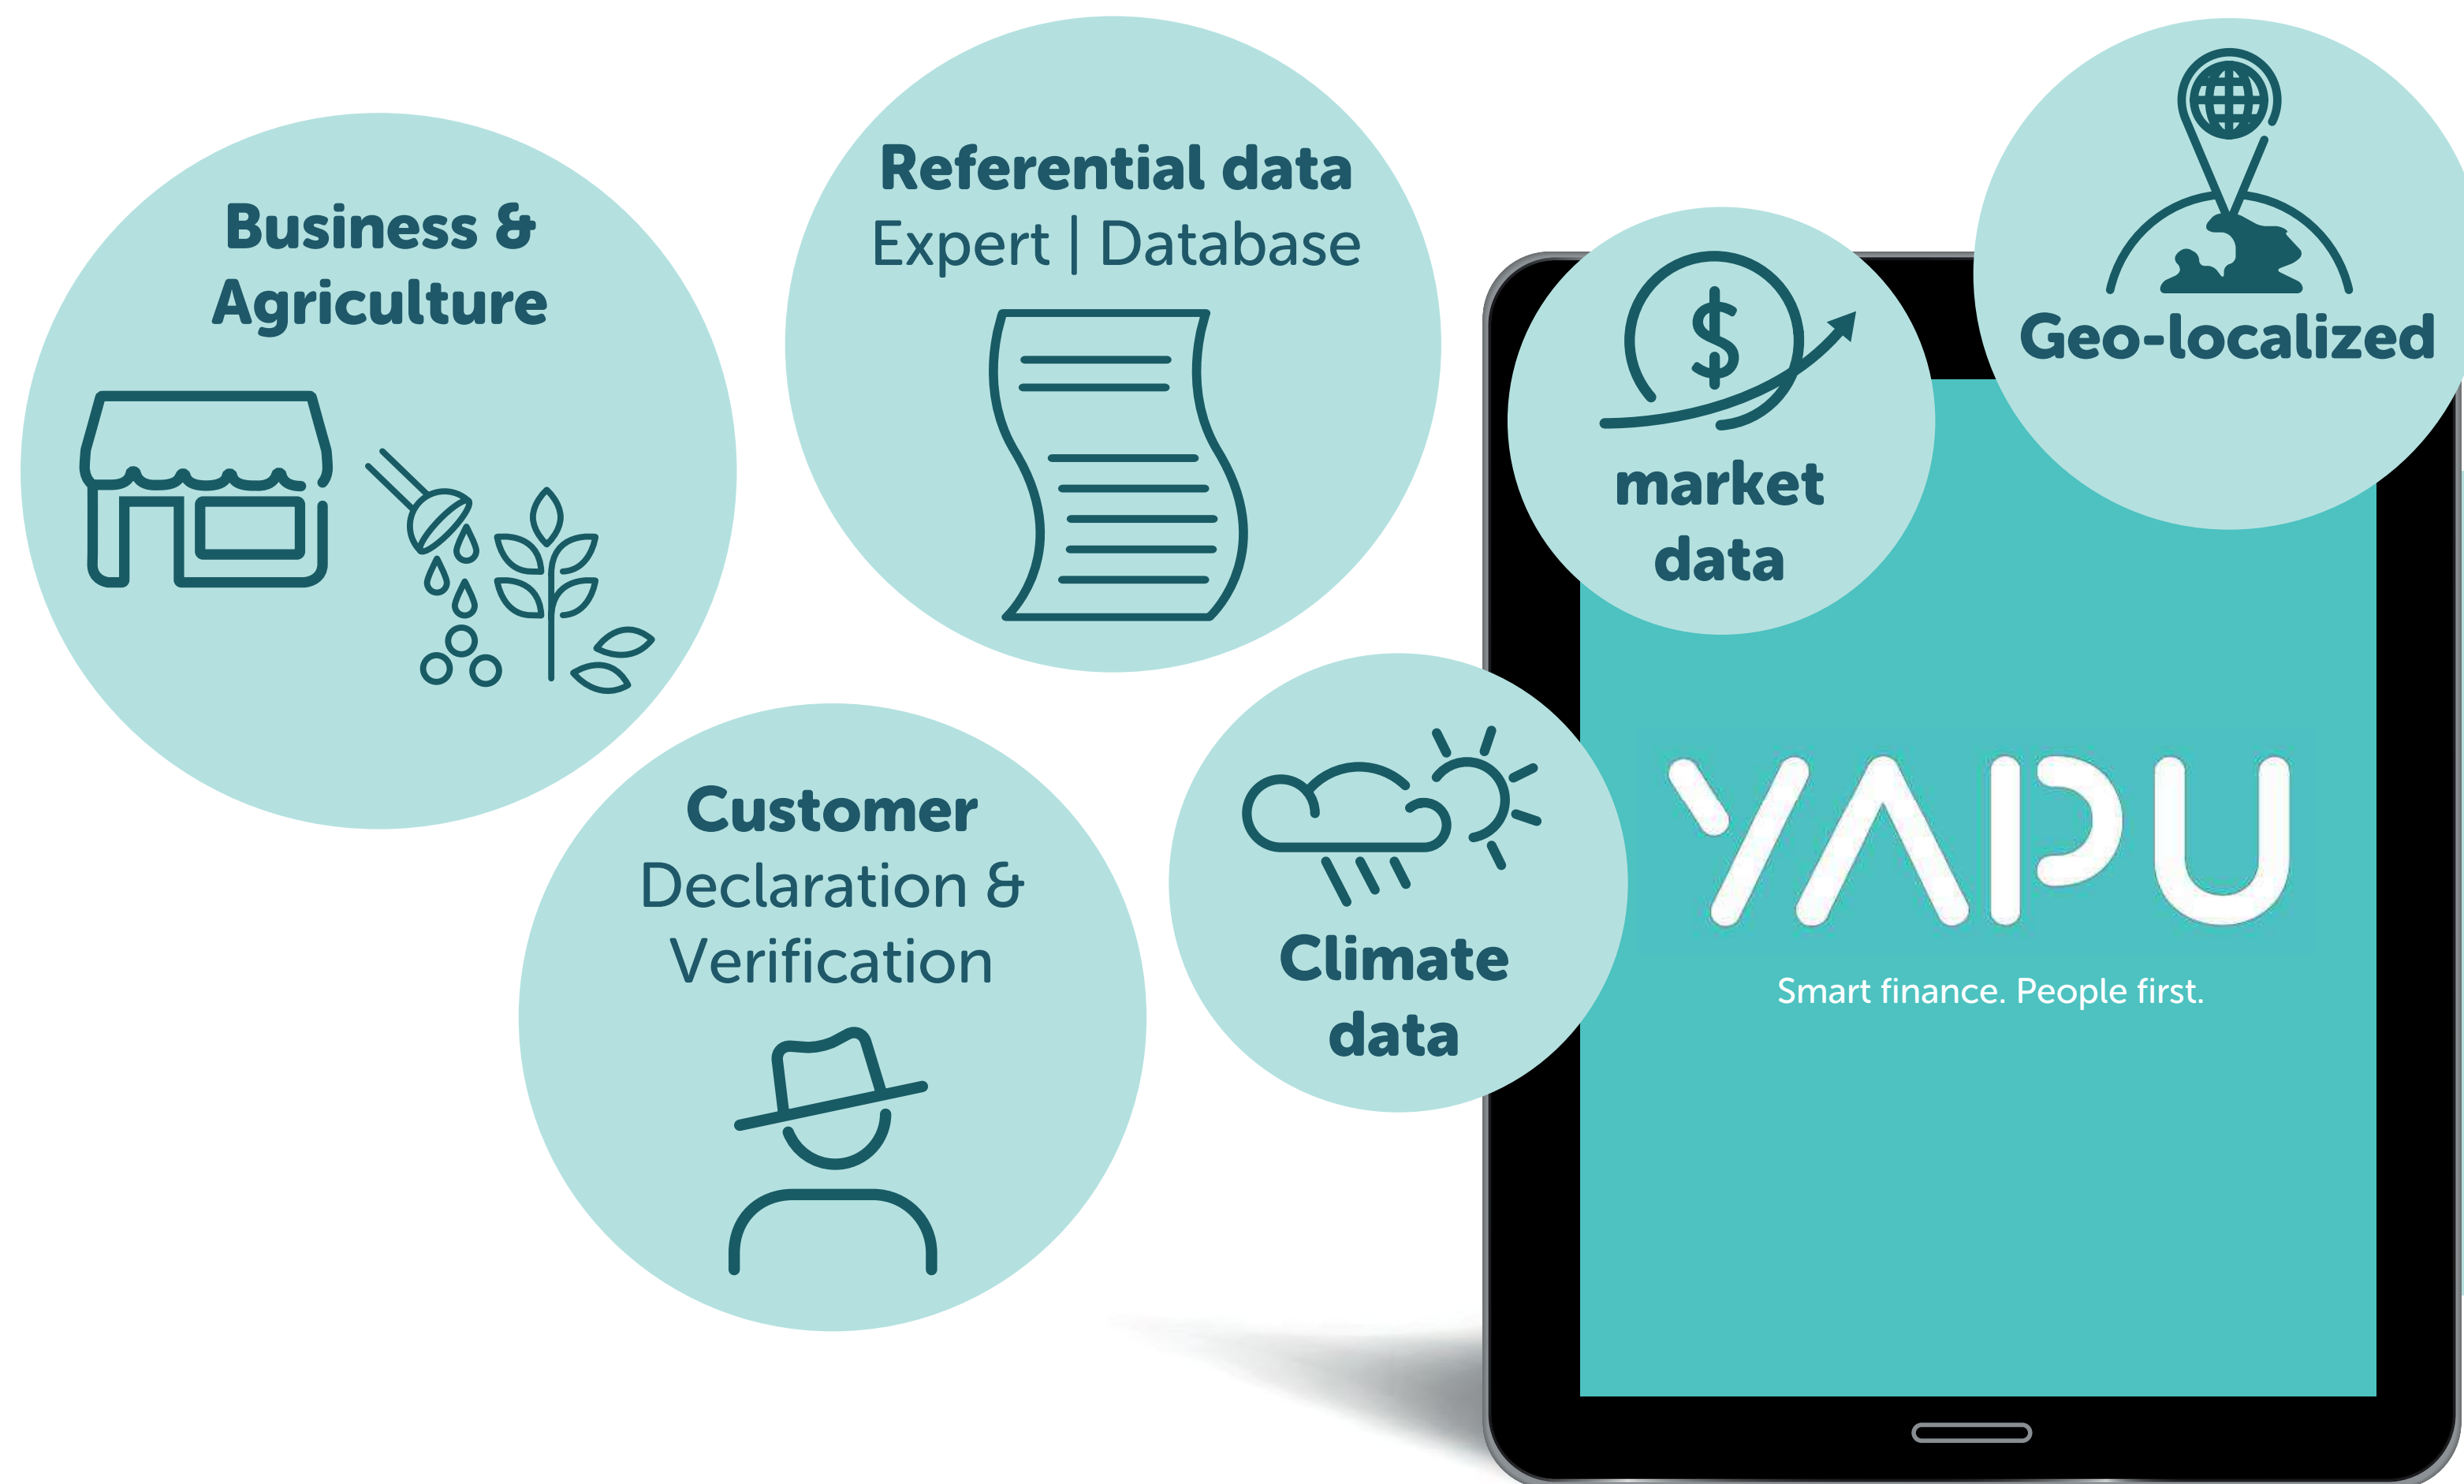 Business &
Agriculture
Referential data
Expert | Database
market
data
Geo-localized
Customer
Declaration &
Verification
Climate
data
YAPU
Smart finance. People first.